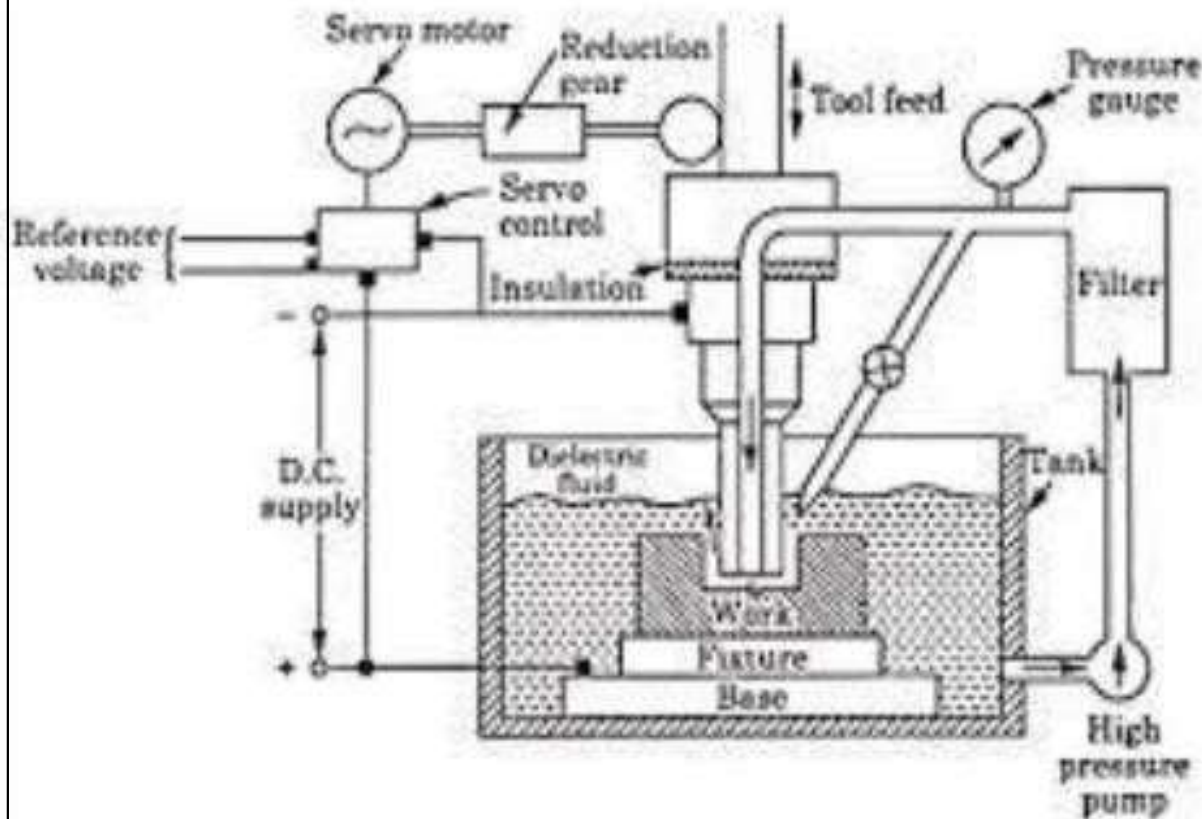 Servo motor
Reduction
gear
Tool feed
Pressure
gauge
Servo
control
Reference
voltage
Insulation
Filter
–
D.C.
supply
Dielectric
fluid
Tank
Work
+
Fixture
Base
High
pressure
pump